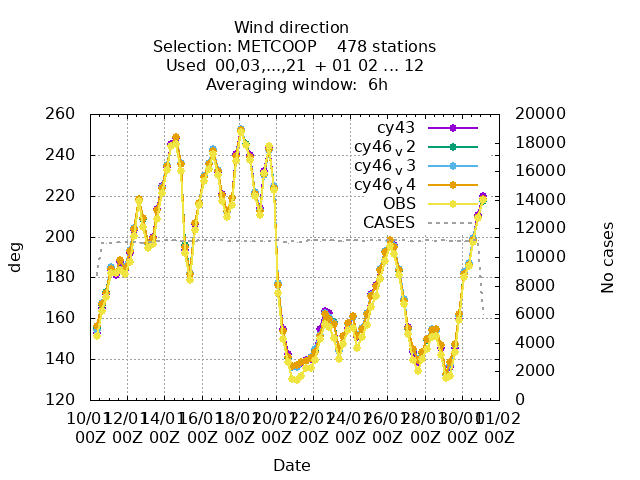 Wind direction
Selection: METCOOP    478 stations
Used  00,03,...,21  + 01 02 ... 12
Averaging window:  6h
260 20000
240 18000
220 16000
200 14000
180 12000
160 10000
140 8000
120 6000
4000
2000
0
cy43
cy46v2
cy46v3
cy46v4
OBS
CASES
deg
No cases
10/01 12/01 14/01 16/01 18/01 20/01 22/01 24/01 26/01 28/01 30/01 01/02
00Z 00Z 00Z 00Z 00Z 00Z 00Z 00Z 00Z 00Z 00Z 00Z
Date